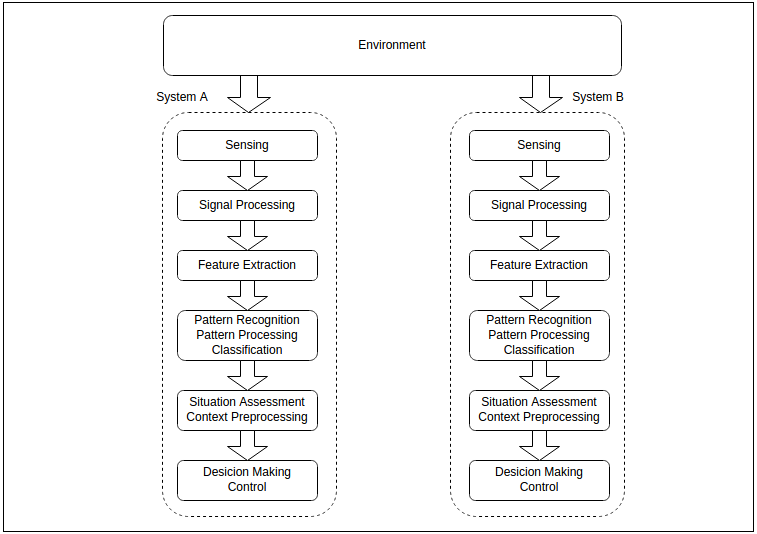 Environment
System A
System B
Sensing
Signal Processing
Feature Extraction
Pattern Recognition
Pattern Processing
Classification
Situation Assessment
Context Preprocessing
Desicion Making
Control
Sensing
Signal Processing
Feature Extraction
Pattern Recognition
Pattern Processing
Classification
Situation Assessment
Context Preprocessing
Desicion Making
Control